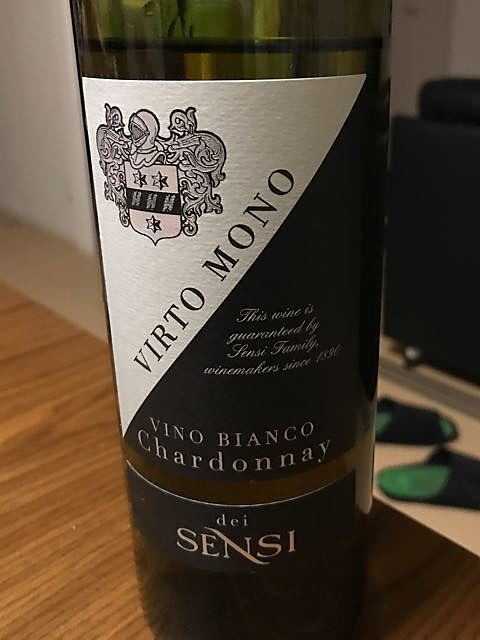 VIRTO MONO
This wine is
guaranteed by
Sensi Family,
winemakers since 1890
VINO BIANCO
Chardonnay
dei
SENSI